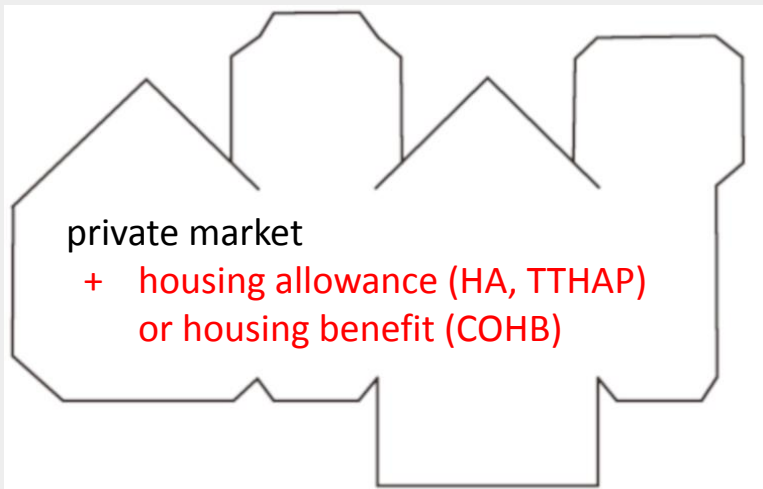 private market
+ housing allowance (HA, TTHAP)
or housing benefit (COHB)